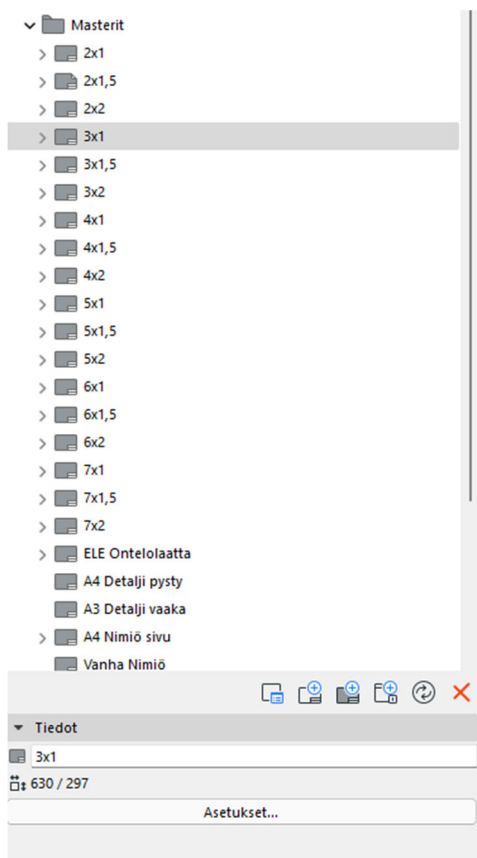 Masterit
2x1
2x1,5
2x2
3x1
3x1,5
3x2
4x1
4x1,5
4x2
5x1
5x1,5
5x2
6x1
6x1,5
6x2
7x1
7x1,5
7x2
ELE Ontelolaatta
A4 Detalji pysty
A3 Detalji vaaka
A4 Nimiö sivu
Vanha Nimiö
Tiedot
3x1
630 / 297
Asetukset...